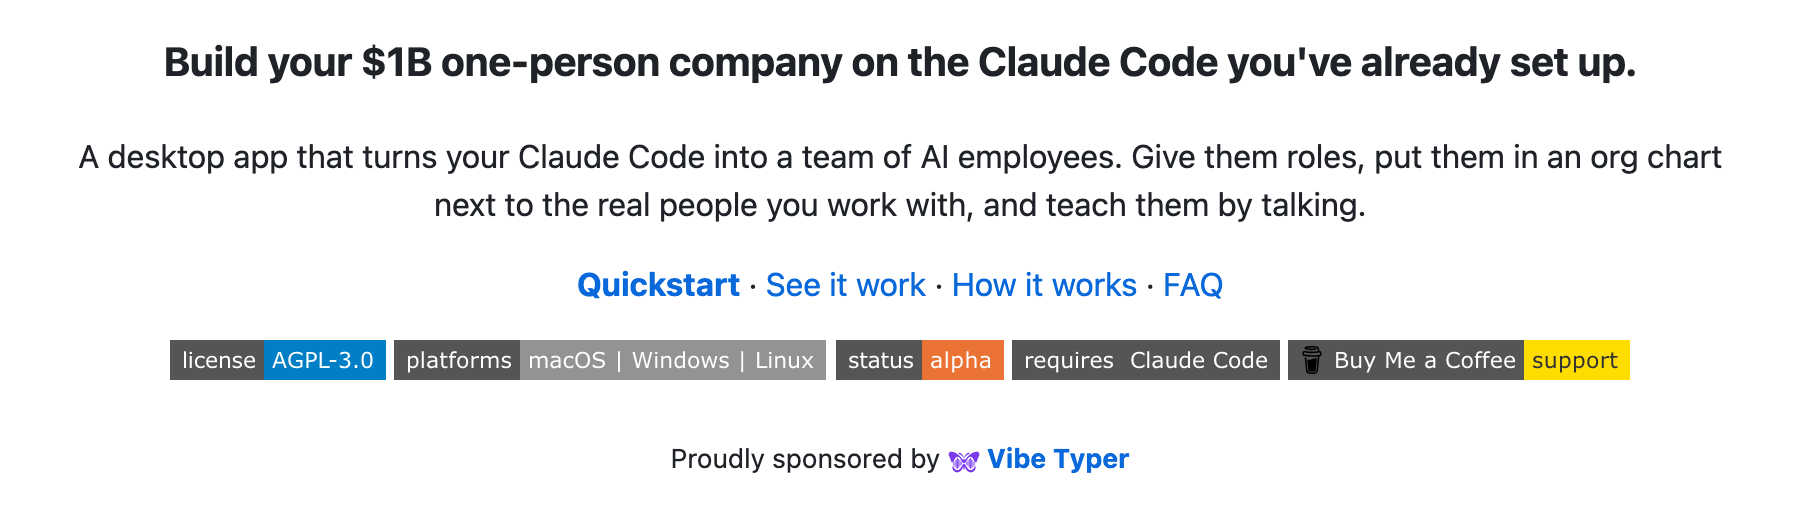 Build your $1B one-person company on the Claude Code you've already set up.
A desktop app that turns your Claude Code into a team of AI employees. Give them roles, put them in an org chart
next to the real people you work with, and teach them by talking.
Quickstart · See it work · How it works · FAQ
license AGPL-3.0 platforms macOS | Windows | Linux status alpha requires Claude Code Buy Me a Coffee support
Proudly sponsored by Vibe Typer